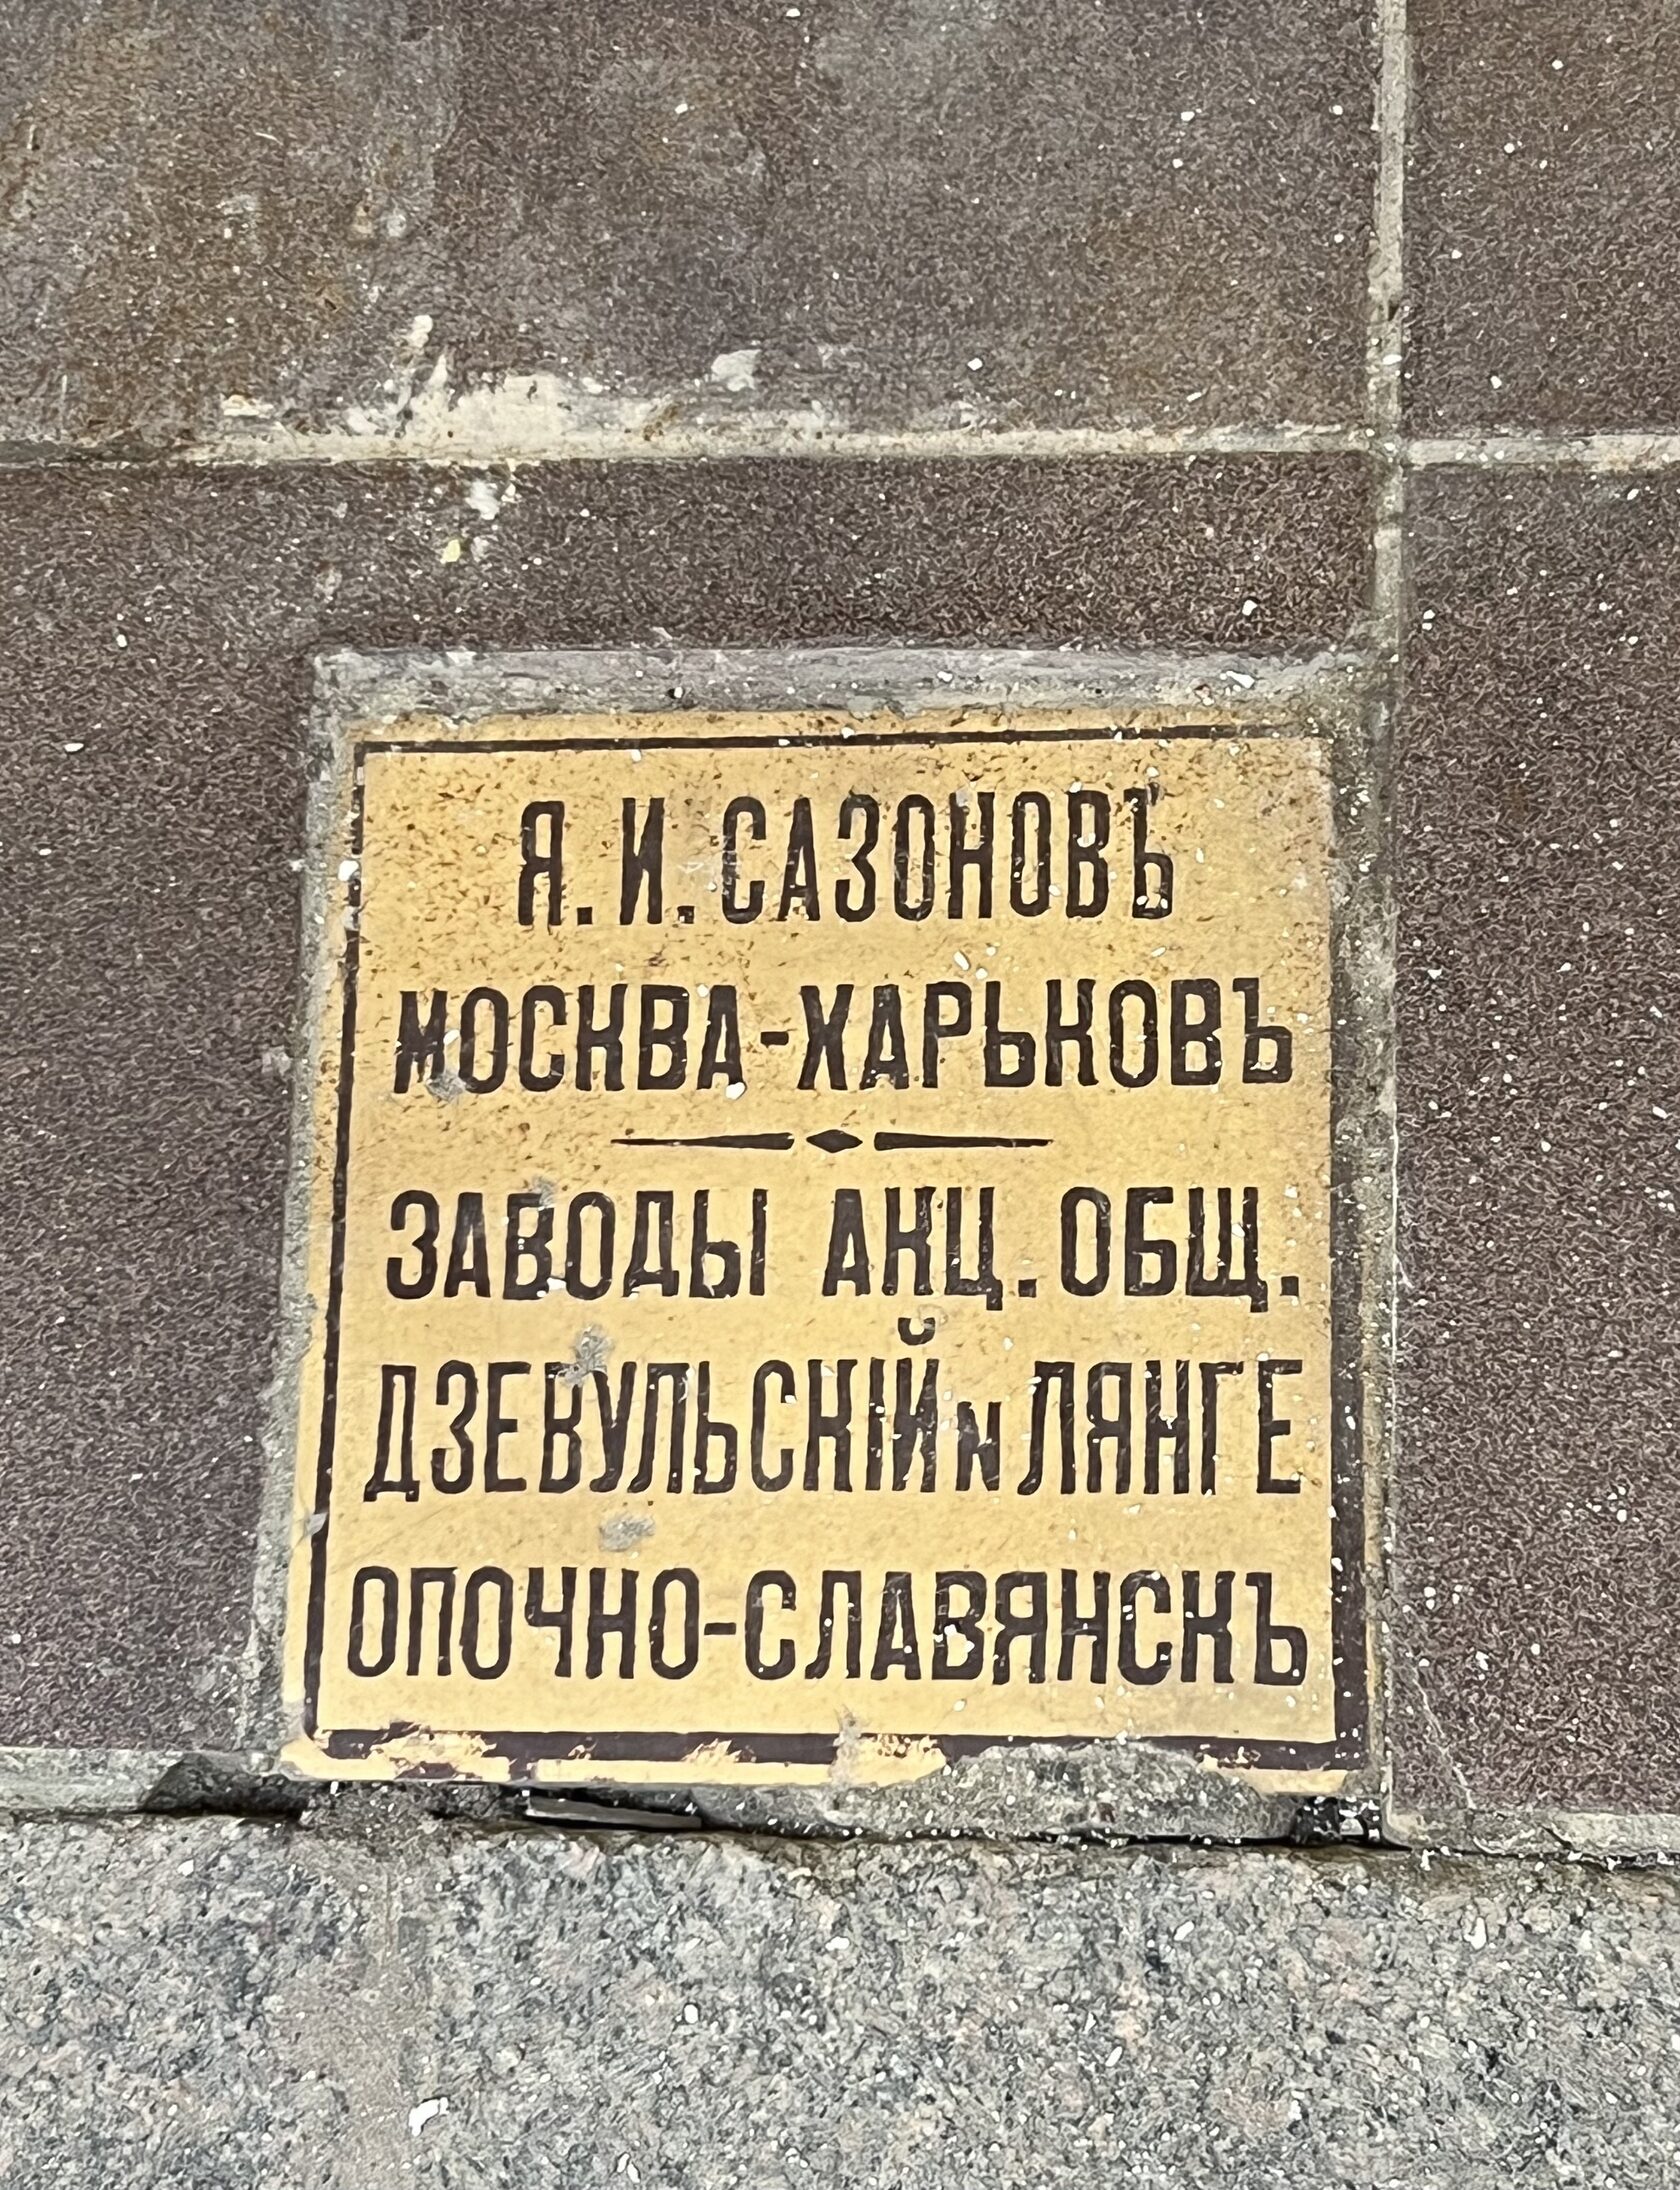 Я. И. САЗОНОВЪ
МОСКВА-ХАРЬКОВЪ
ЗАВОДЫ АКЦ. ОБЩ.
ДЗЕВУЛЬСКІЙ И ЛЯНГЕ
ОПОЧНО-СЛАВЯНСКЪ